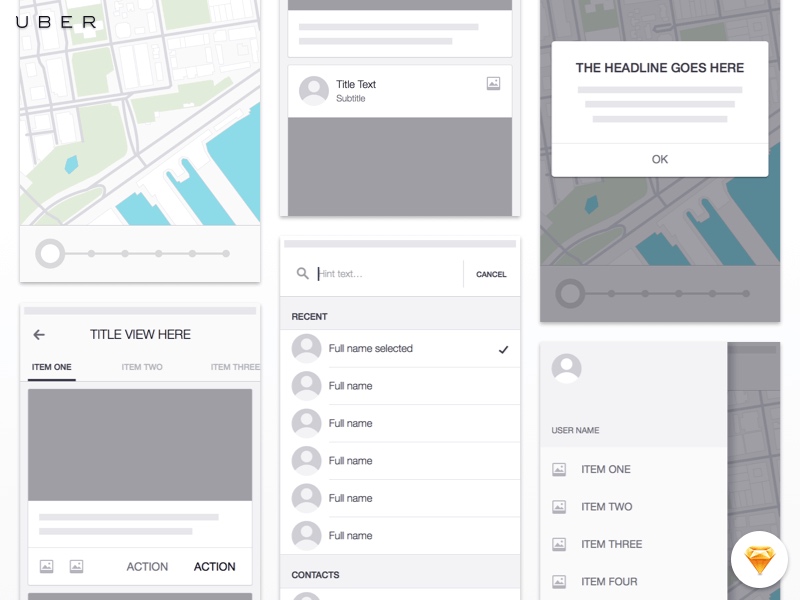 UBER
TITLE VIEW HERE
ITEM ONE
ITEM TWO
ITEM THREE
ACTION
ACTION
Title Text
Subtitle
Hint text...
CANCEL
RECENT
Full name selected
Full name
Full name
Full name
Full name
Full name
CONTACTS
THE HEADLINE GOES HERE
OK
USER NAME
ITEM ONE
ITEM TWO
ITEM THREE
ITEM FOUR